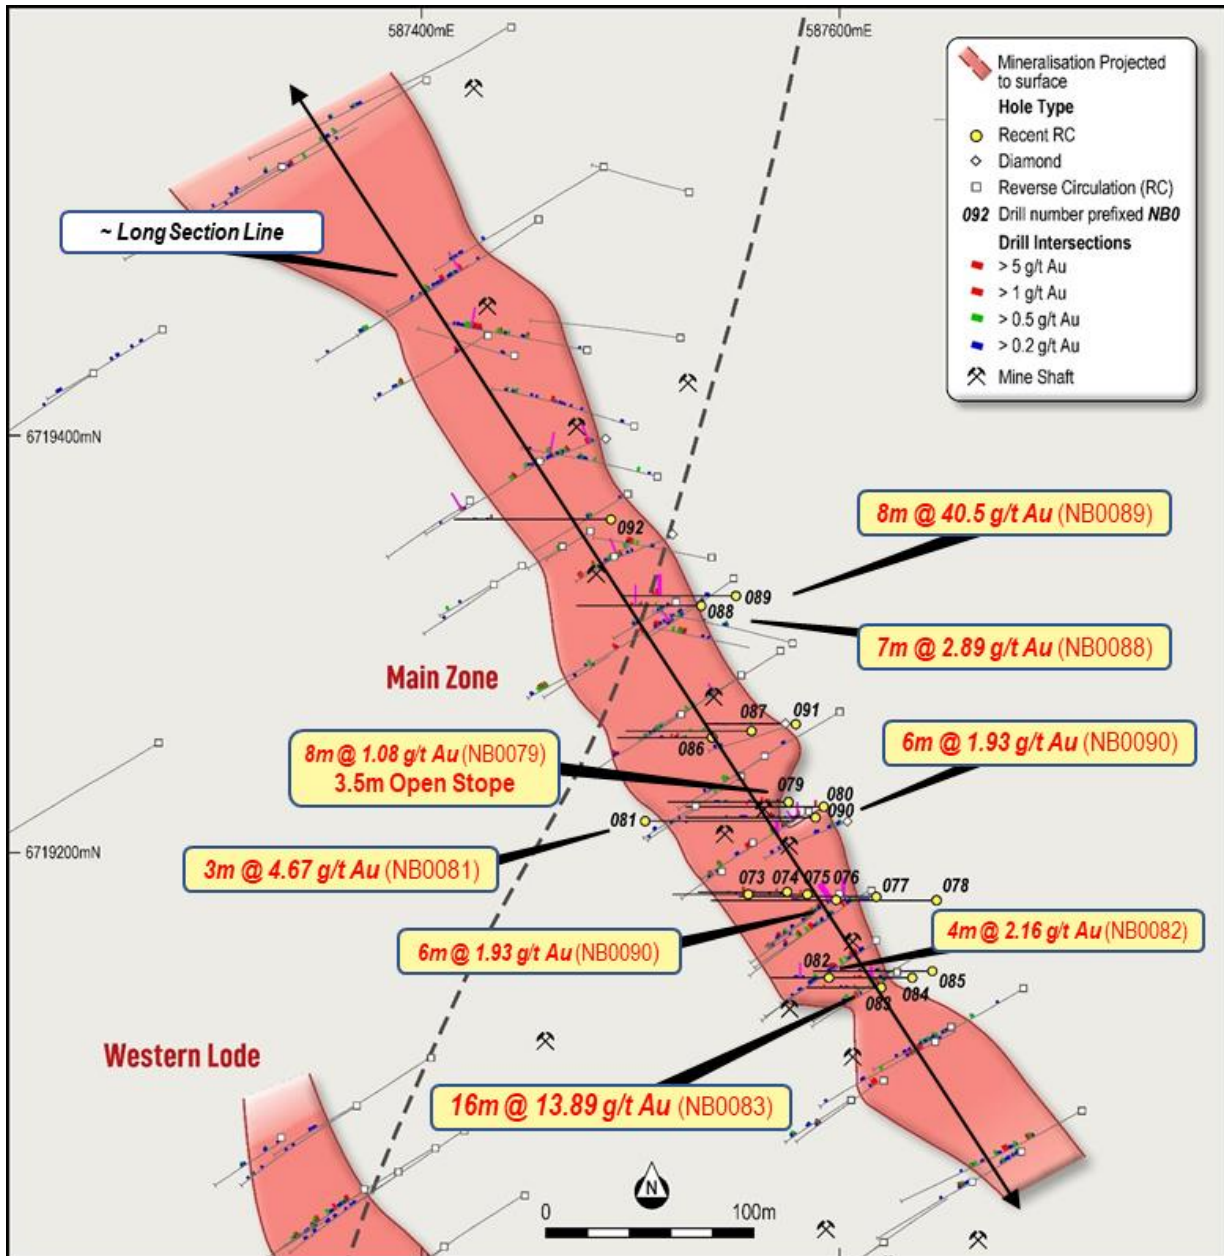 587400mE
587600mE
Mineralisation Projected
to surface
Hole Type
Recent RC
Diamond
Reverse Circulation (RC)
092 Drill number prefixed NB0
Drill Intersections
> 5 g/t Au
> 1 g/t Au
> 0.5 g/t Au
> 0.2 g/t Au
Mine Shaft
~ Long Section Line
6719400mN
092
8m @ 40.5 g/t Au (NB0089)
089
088
7m @ 2.89 g/t Au (NB0088)
Main Zone
087
091
086
8m @ 1.08 g/t Au (NB0079)
3.5m Open Stope
6m @ 1.93 g/t Au (NB0090)
079
080
081
090
6719200mN
3m @ 4.67 g/t Au (NB0081)
073
074
075
076
077
078
6m @ 1.93 g/t Au (NB0090)
4m @ 2.16 g/t Au (NB0082)
082
085
084
083
Western Lode
16m @ 13.89 g/t Au (NB0083)
N
0
100m